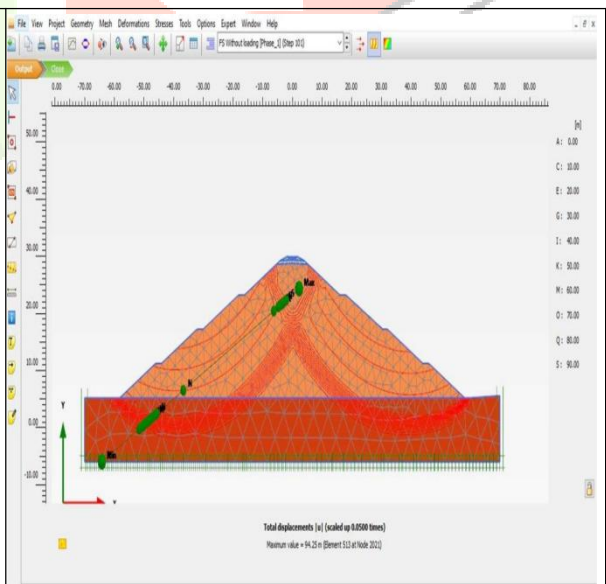 File View Project Geometry Mesh Deformations Stresses Tools Options Expert Window Help
FS Without loading [Phase_1] (Step 101)
Output Close
0.00 -70.00 -60.00 -50.00 -40.00 -30.00 -20.00 -10.00 0.00 10.00 20.00 30.00 40.00 50.00 60.00 70.00 80.00
50.00
40.00
30.00
20.00
10.00
0.00
-10.00
[m]
A: 0.00
C: 10.00
E: 20.00
G: 30.00
I: 40.00
K: 50.00
M: 60.00
O: 70.00
Q: 80.00
S: 90.00
Max
N
Min
Y
Total displacements |u| (scaled up 0.0500 times)
Maximum value = 94.25 m (Element 513 at Node 2021)